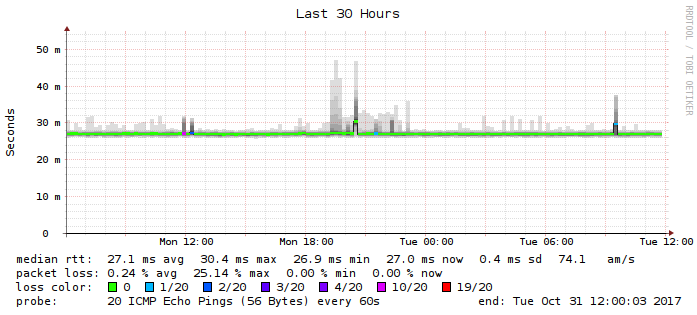 Last 30 Hours
RRDTOOL / TOBI OETIKER
Seconds
50 m
40 m
30 m
20 m
10 m
0
Mon 12:00 Mon 18:00 Tue 00:00 Tue 06:00 Tue 12:00
median rtt: 27.1 ms avg 30.4 ms max 26.9 ms min 27.0 ms now 0.4 ms sd 74.1 am/s
packet loss: 0.24 % avg 25.14 % max 0.00 % min 0.00 % now
loss color: 0 1/20 2/20 3/20 4/20 10/20 19/20
probe: 20 ICMP Echo Pings (56 Bytes) every 60s end: Tue Oct 31 12:00:03 2017